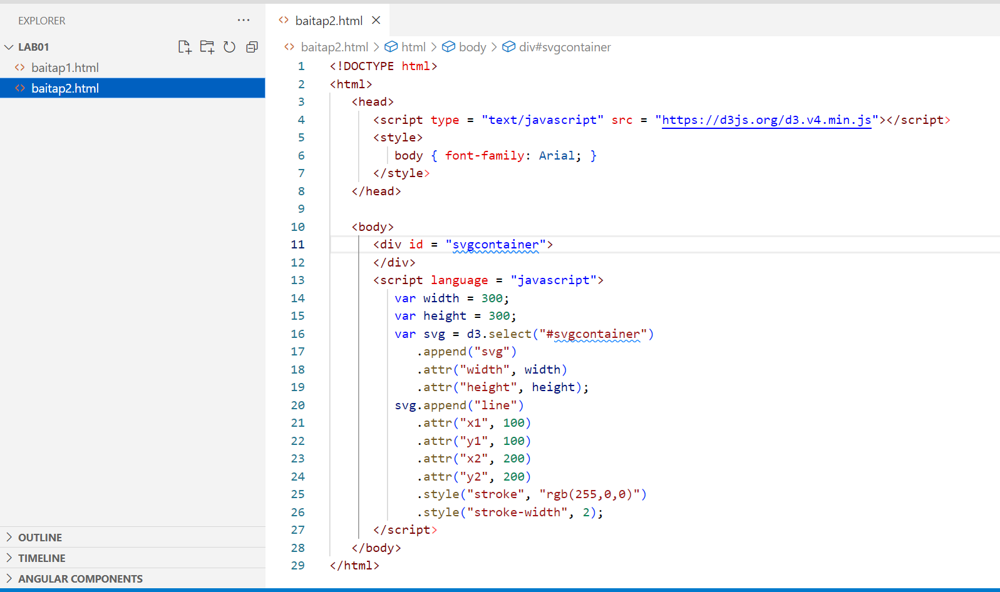 EXPLORER
LAB01
baitap1.html
baitap2.html
OUTLINE
TIMELINE
ANGULAR COMPONENTS
baitap2.html
baitap2.html > html > body > div#svgcontainer
1 <!DOCTYPE html>
2 <html>
3 <head>
4 <script type = "text/javascript" src = "https://d3js.org/d3.v4.min.js"></script>
5 <style>
6 body { font-family: Arial; }
7 </style>
8 </head>
9
10 <body>
11 <div id = "svgcontainer">
12 </div>
13 <script language = "javascript">
14 var width = 300;
15 var height = 300;
16 var svg = d3.select("#svgcontainer")
17 .append("svg")
18 .attr("width", width)
19 .attr("height", height);
20 svg.append("line")
21 .attr("x1", 100)
22 .attr("y1", 100)
23 .attr("x2", 200)
24 .attr("y2", 200)
25 .style("stroke", "rgb(255,0,0)")
26 .style("stroke-width", 2);
27 </script>
28 </body>
29 </html>